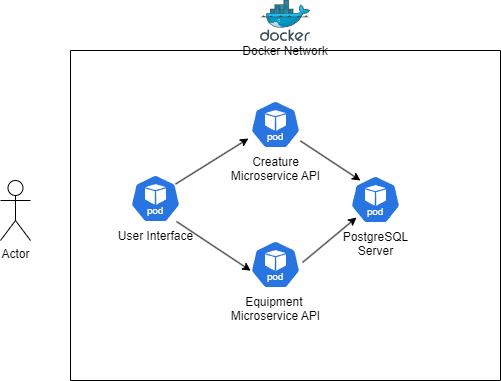 docker
Docker Network
pod
Creature
Microservice API
pod
User Interface
pod
PostgreSQL
Server
Actor
pod
Equipment
Microservice API